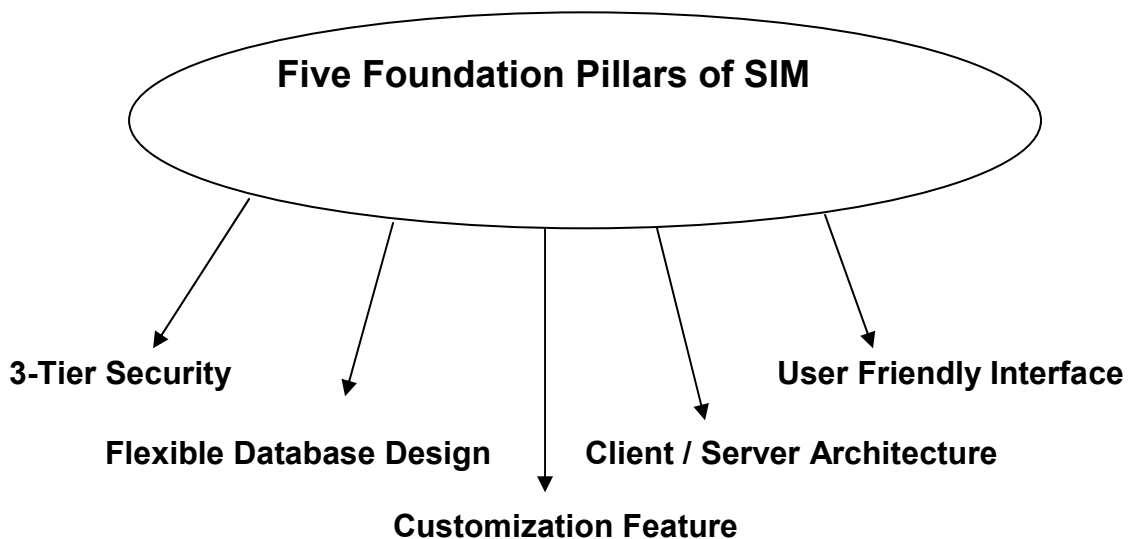 Five Foundation Pillars of SIM
3-Tier Security
User Friendly Interface
Flexible Database Design
Client / Server Architecture
Customization Feature